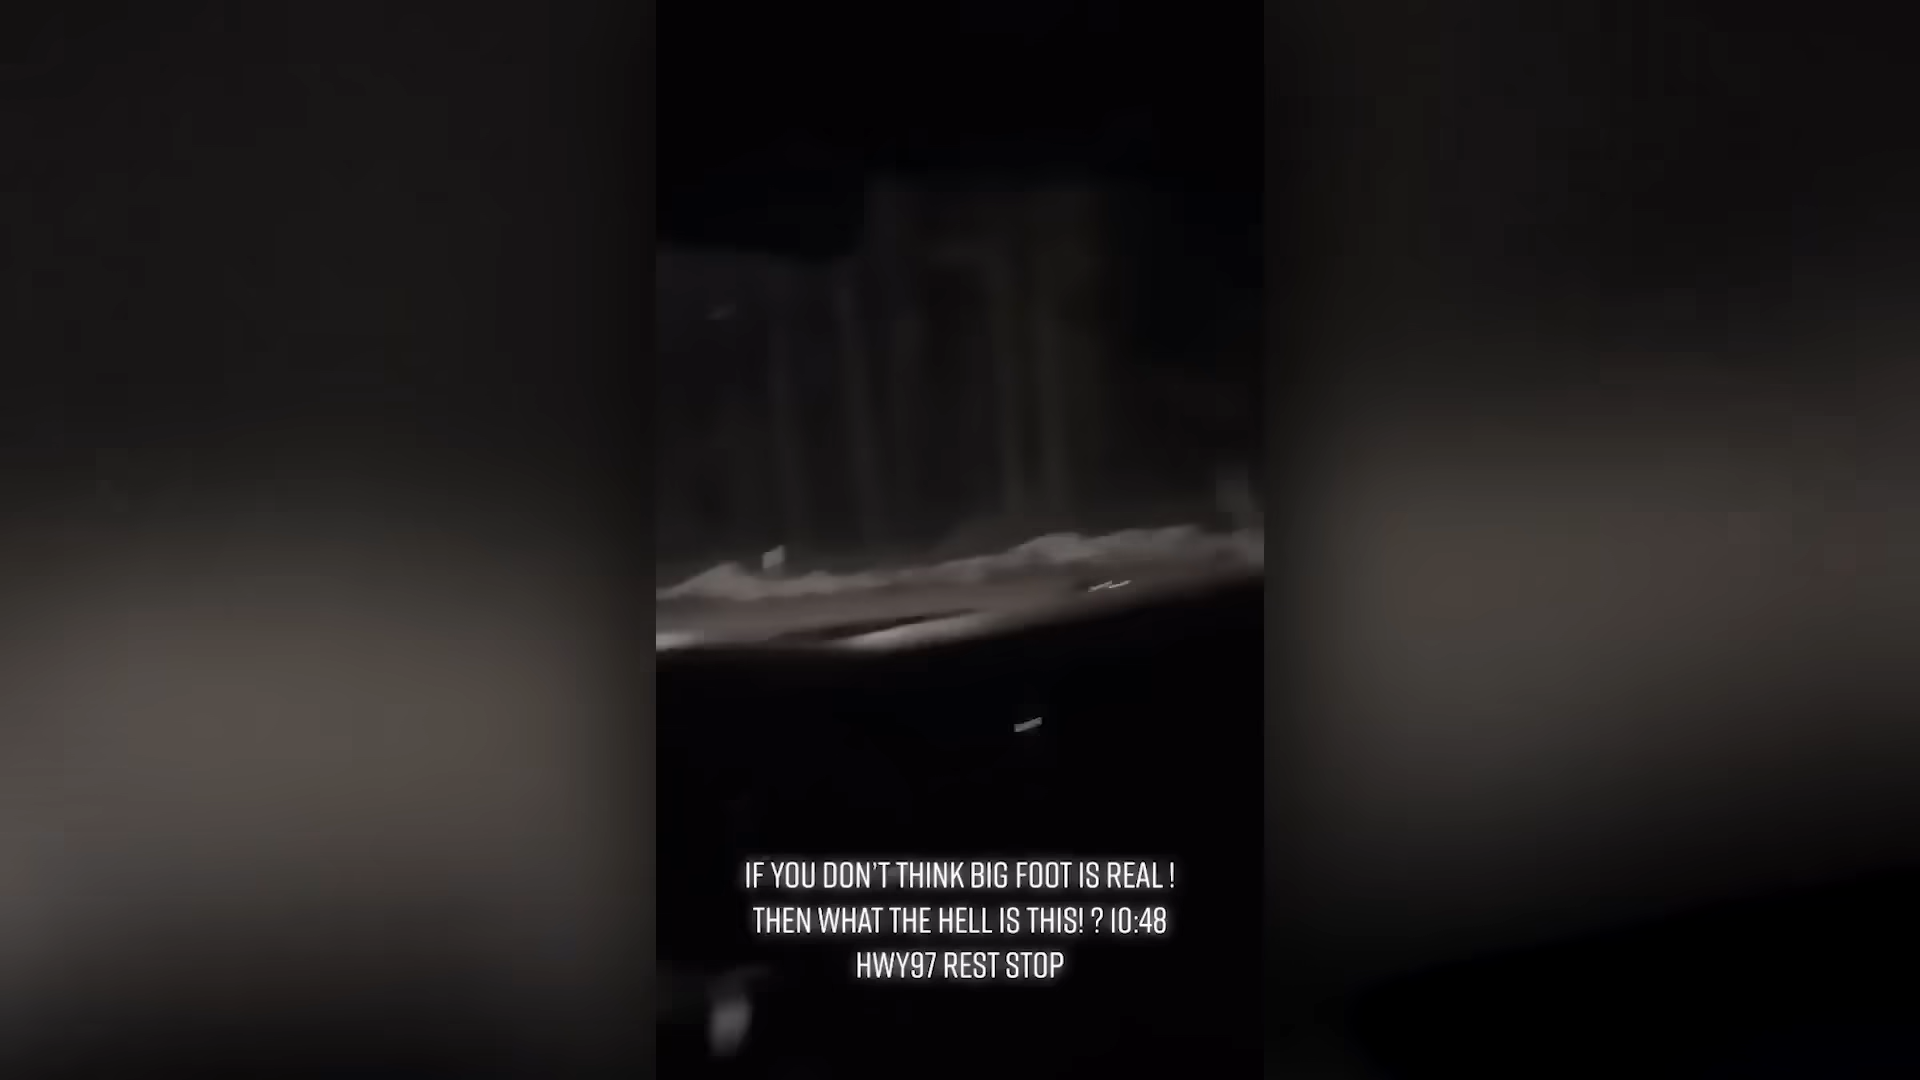 IF YOU DON'T THINK BIG FOOT IS REAL !
THEN WHAT THE HELL IS THIS! ? 10:48
HWY97 REST STOP